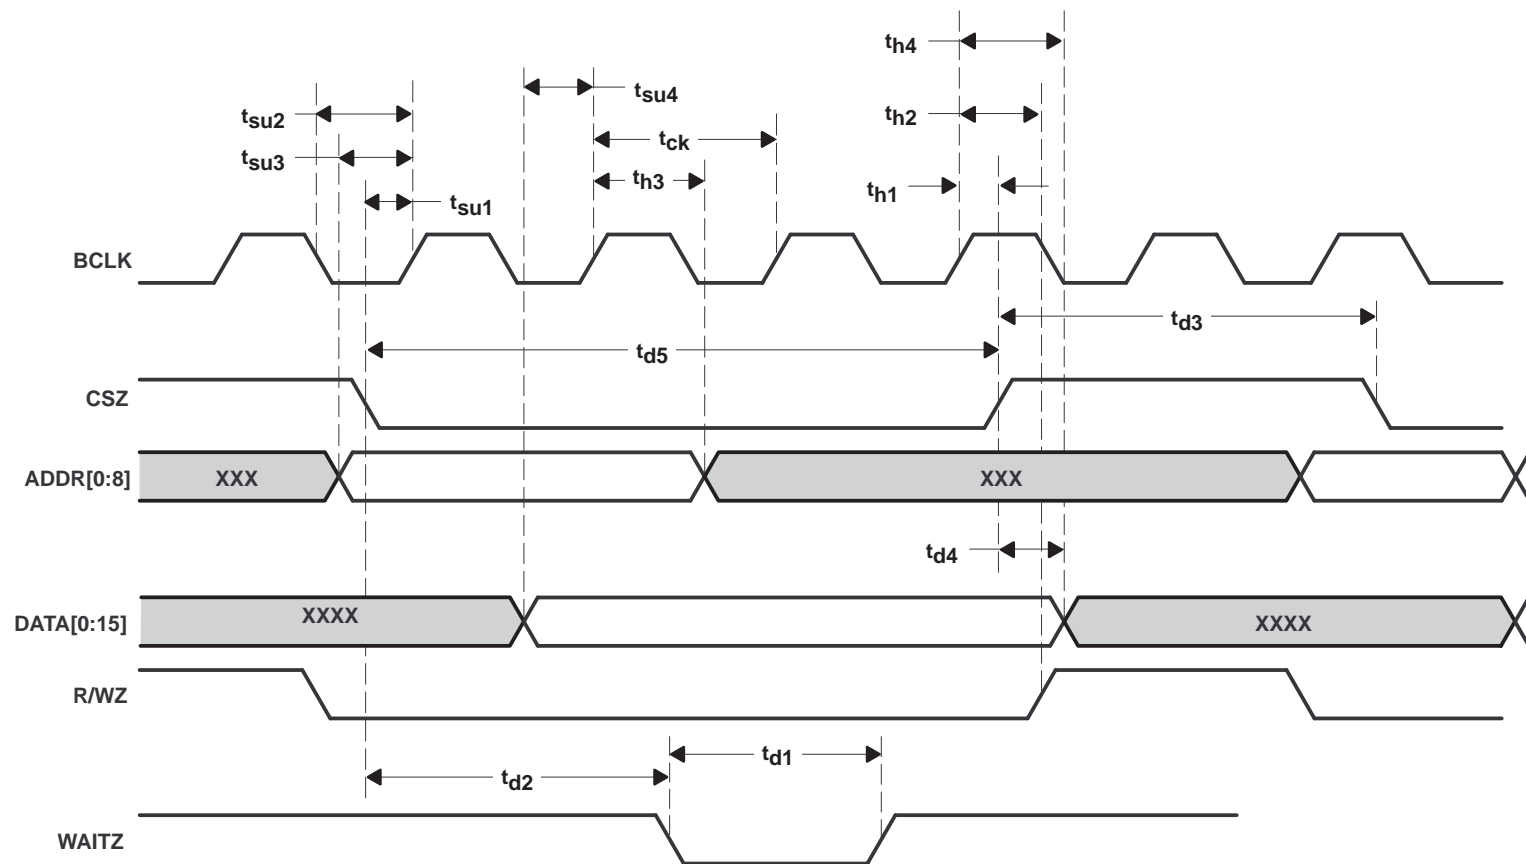 th4
tsu4
th2
tsu2
tck
tsu3
th3
th1
tsu1
BCLK
td3
td5
CSZ
ADDR[0:8]
XXX
XXX
td4
XXXX
DATA[0:15]
XXXX
R/WZ
td1
td2
WAITZ